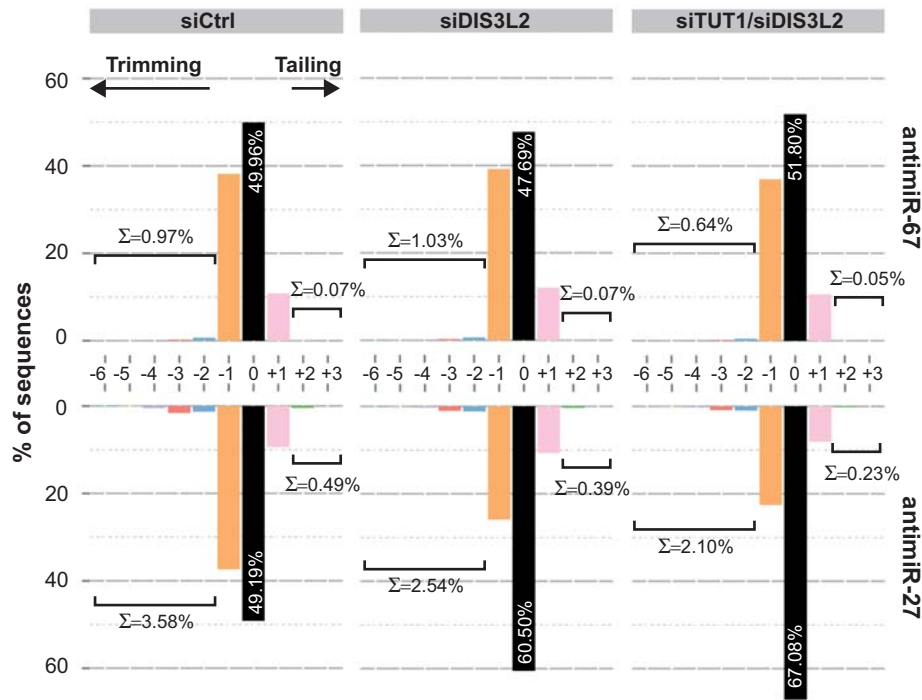 siCtrl siDIS3L2 siTUT1/siDIS3L2
% of sequences
60
40
20
0
Trimming Tailing
49.96%
Σ=0.97%
Σ=0.07%
47.69%
Σ=1.03%
Σ=0.07%
51.80%
Σ=0.64%
Σ=0.05%
antimiR-67
-6 -5 -4 -3 -2 -1 0 +1 +2 +3
-6 -5 -4 -3 -2 -1 0 +1 +2 +3
-6 -5 -4 -3 -2 -1 0 +1 +2 +3
0
20
40
60
Σ=0.49%
Σ=3.58%
49.19%
Σ=0.39%
Σ=2.54%
60.50%
Σ=0.23%
Σ=2.10%
67.08%
antimiR-27